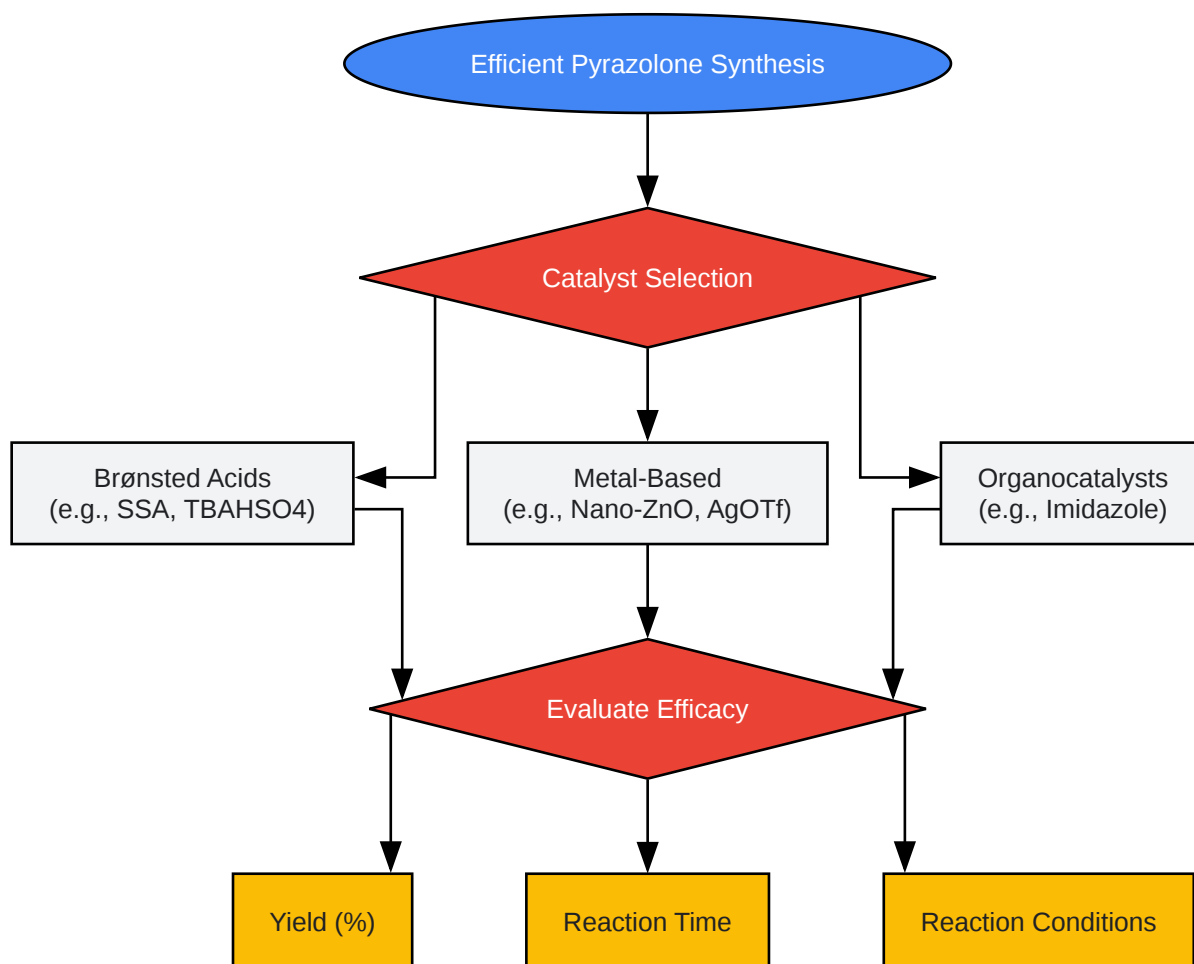 Efficient Pyrazolone Synthesis
Catalyst Selection
Brønsted Acids
(e.g., SSA, TBAHSO4)
Metal-Based
(e.g., Nano-ZnO, AgOTf)
Organocatalysts
(e.g., Imidazole)
Evaluate Efficacy
Yield (%)
Reaction Time
Reaction Conditions